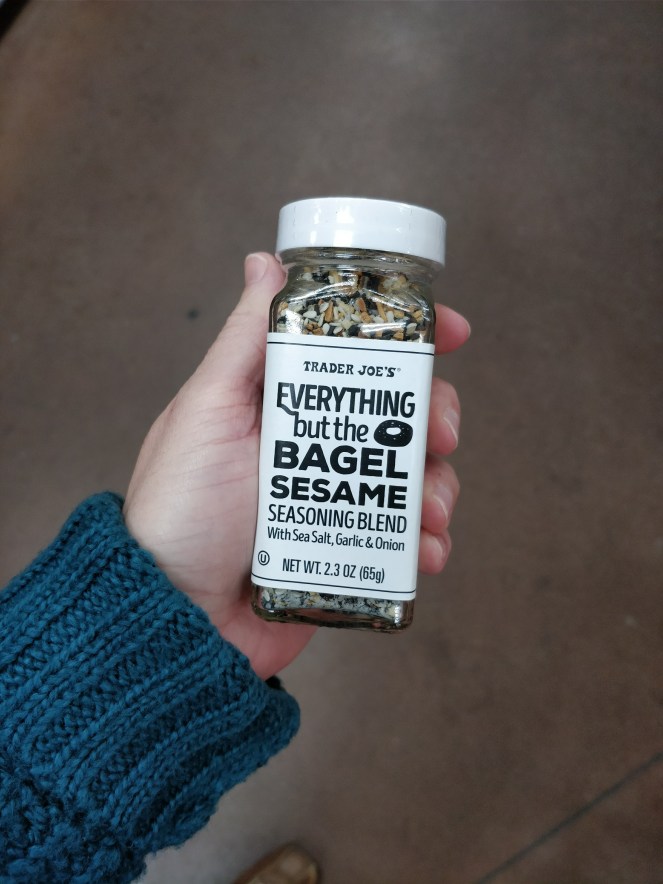 TRADER JOE'S®
EVERYTHING
but the
BAGEL
SESAME
SEASONING BLEND
With Sea Salt, Garlic & Onion
U
NET WT. 2.3 OZ (65g)